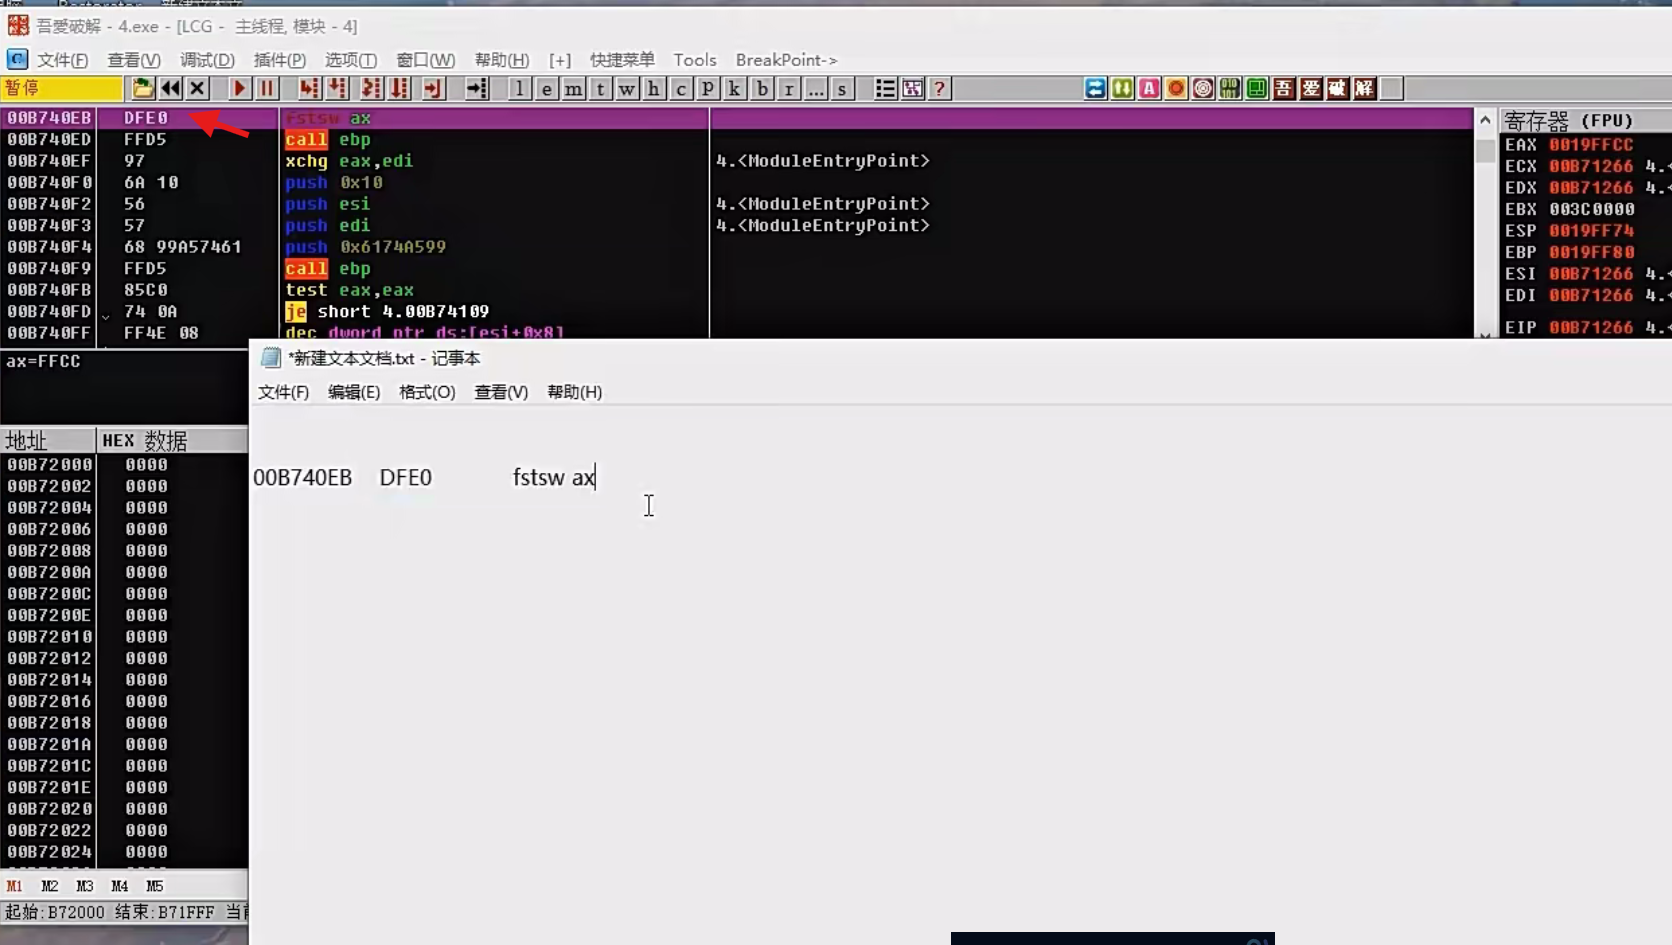 吾愛破解 - 4.exe - [LCG - 主线程, 模块 - 4]
文件(F) 查看(V) 调试(D) 插件(P) 选项(T) 窗口(W) 帮助(H) [+] 快捷菜单 Tools BreakPoint->
暂停 l e m t w h c p k b r ... s ? A 吾 爱 破 解
00B740EB DFE0 fstsw ax
00B740ED FFD5 call ebp
00B740EF 97 xchg eax,edi 4.<ModuleEntryPoint>
00B740F0 6A 10 push 0x10
00B740F2 56 push esi 4.<ModuleEntryPoint>
00B740F3 57 push edi 4.<ModuleEntryPoint>
00B740F4 68 99A57461 push 0x6174A599
00B740F9 FFD5 call ebp
00B740FB 85C0 test eax,eax
00B740FD 74 0A je short 4.00B74109
00B740FF FF4E 08 dec dword ptr ds:[esi+0x8]
寄存器 (FPU)
EAX 0019FFCC
ECX 00B71266 4.<
EDX 00B71266 4.<
EBX 003C0000
ESP 0019FF74
EBP 0019FF80
ESI 00B71266 4.<
EDI 00B71266 4.<
EIP 00B71266 4.<
ax=FFCC
*新建文本文档.txt - 记事本
文件(F) 编辑(E) 格式(O) 查看(V) 帮助(H)
00B740EB DFE0 fstsw ax
地址 HEX 数据
00B72000 0000
00B72002 0000
00B72004 0000
00B72006 0000
00B72008 0000
00B7200A 0000
00B7200C 0000
00B7200E 0000
00B72010 0000
00B72012 0000
00B72014 0000
00B72016 0000
00B72018 0000
00B7201A 0000
00B7201C 0000
00B7201E 0000
00B72020 0000
00B72022 0000
00B72024 0000
M1 M2 M3 M4 M5
起始:B72000 结束:B71FFF 当前